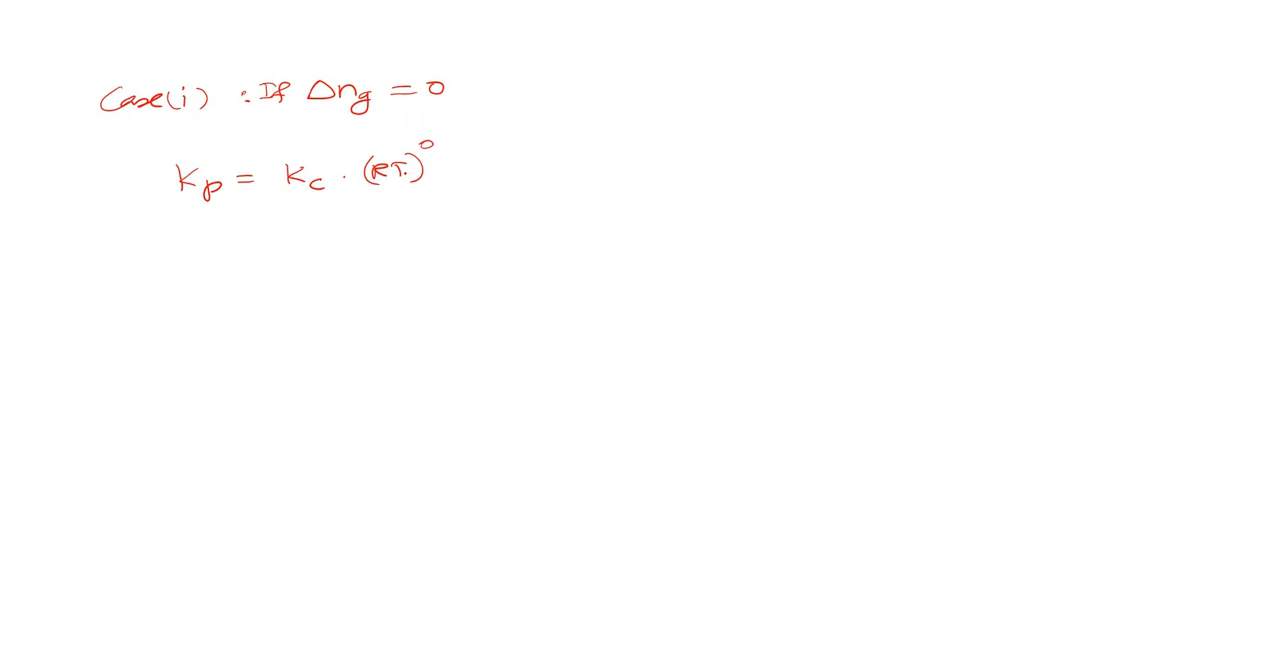 Case(i) : If Δng = 0
Kp = Kc . (RT.)⁰